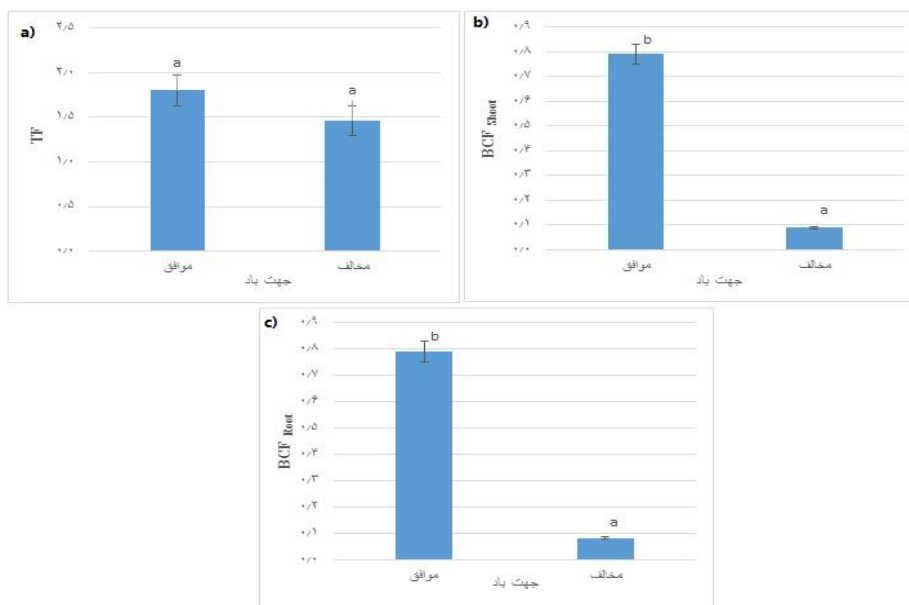 a)
۲٫۵
۲٫۰
۱٫۵
۱٫۰
۰٫۵
۰٫۰
TF
a
a
موافق
مخالف
جهت باد
b)
۰٫۹
۰٫۸
۰٫۷
۰٫۶
۰٫۵
۰٫۴
۰٫۳
۰٫۲
۰٫۱
۰٫۰
BCF Shoot
b
a
موافق
مخالف
جهت باد
c)
۰٫۹
۰٫۸
۰٫۷
۰٫۶
۰٫۵
۰٫۴
۰٫۳
۰٫۲
۰٫۱
۰٫۰
BCF Root
b
a
موافق
مخالف
جهت باد